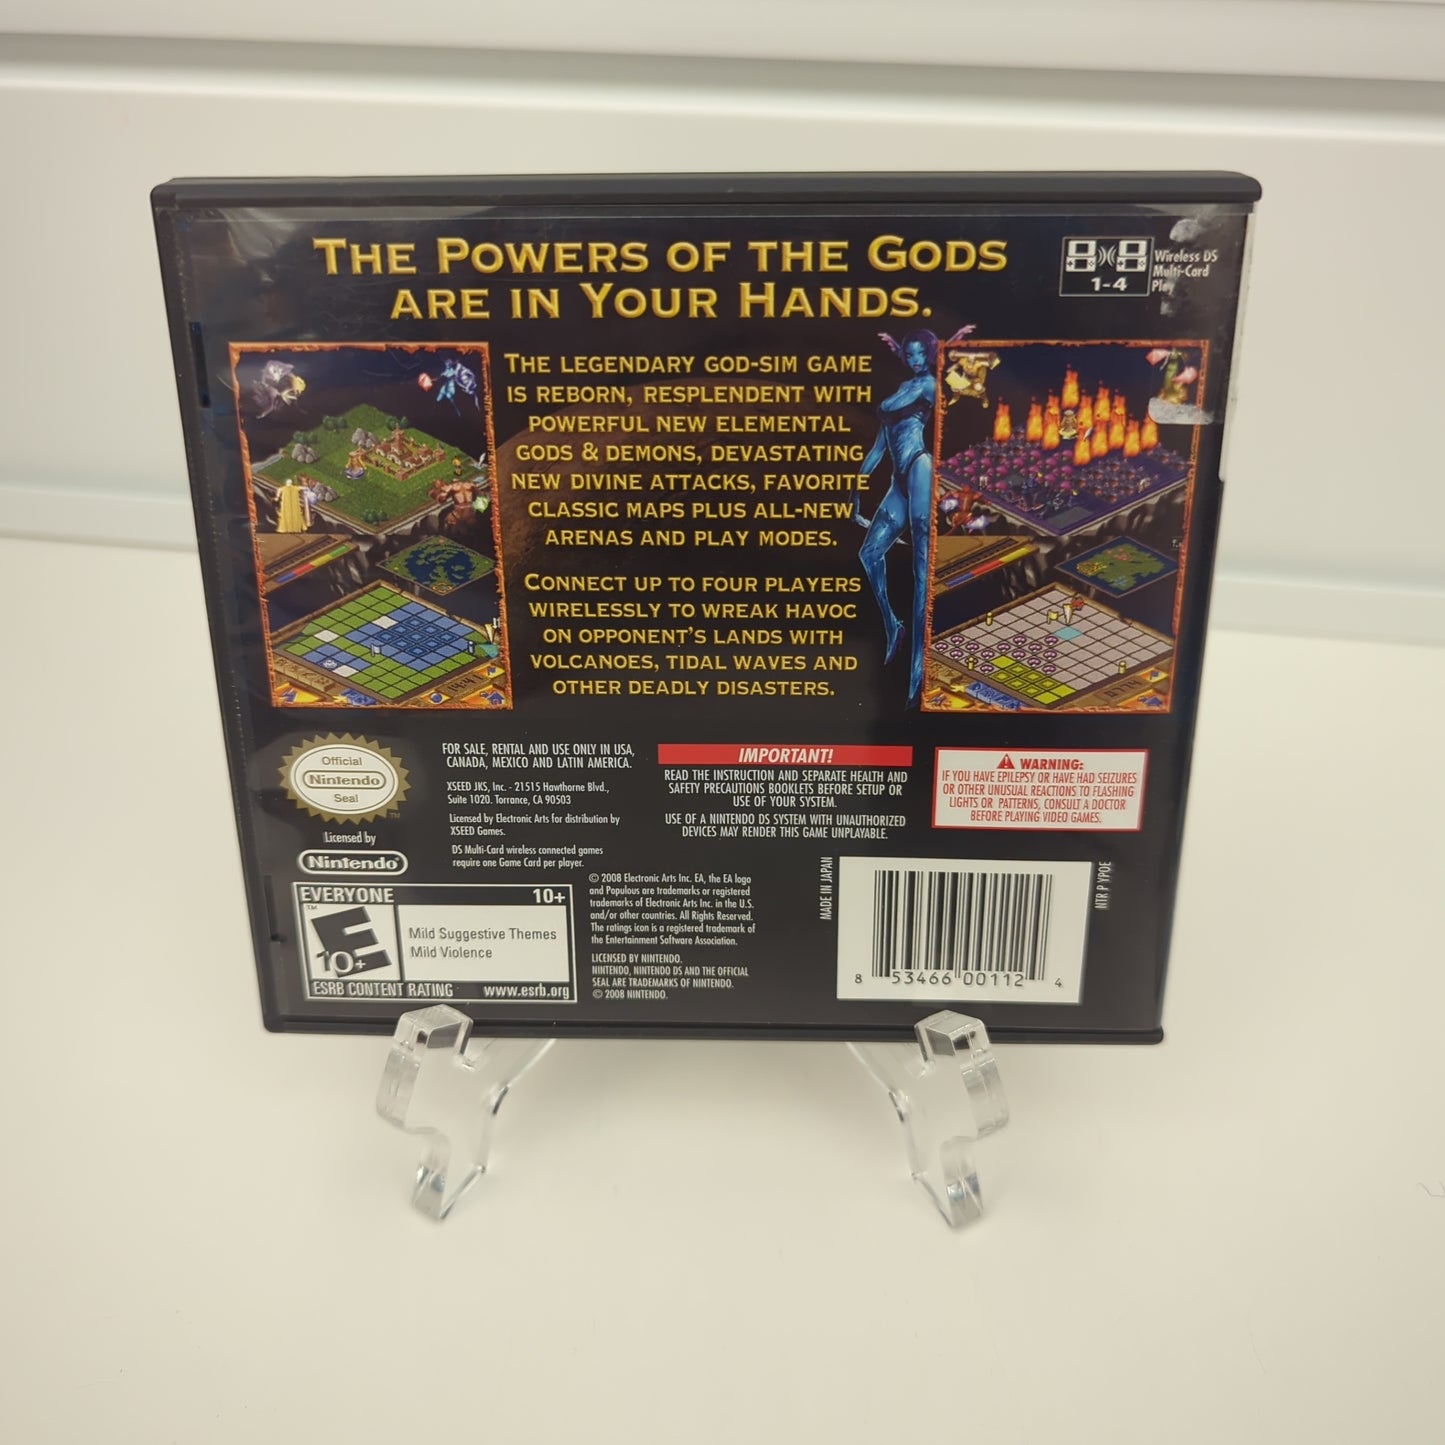 THE POWERS OF THE GODS
ARE IN YOUR HANDS.
1-4
Wireless DS
Multi-Card
Play
THE LEGENDARY GOD-SIM GAME
IS REBORN, RESPLENDENT WITH
POWERFUL NEW ELEMENTAL
GODS & DEMONS, DEVASTATING
NEW DIVINE ATTACKS, FAVORITE
CLASSIC MAPS PLUS ALL-NEW
ARENAS AND PLAY MODES.
CONNECT UP TO FOUR PLAYERS
WIRELESSLY TO WREAK HAVOC
ON OPPONENT'S LANDS WITH
VOLCANOES, TIDAL WAVES AND
OTHER DEADLY DISASTERS.
Official
Nintendo
Seal
TM
Licensed by
Nintendo
FOR SALE, RENTAL AND USE ONLY IN USA,
CANADA, MEXICO AND LATIN AMERICA.
XSEED JKS, Inc. - 21515 Hawthorne Blvd.,
Suite 1020. Torrance, CA 90503
Licensed by Electronic Arts for distribution by
XSEED Games.
DS Multi-Card wireless connected games
require one Game Card per player.
IMPORTANT!
READ THE INSTRUCTION AND SEPARATE HEALTH AND
SAFETY PRECAUTIONS BOOKLETS BEFORE SETUP OR
USE OF YOUR SYSTEM.
USE OF A NINTENDO DS SYSTEM WITH UNAUTHORIZED
DEVICES MAY RENDER THIS GAME UNPLAYABLE.
WARNING:
IF YOU HAVE EPILEPSY OR HAVE HAD SEIZURES
OR OTHER UNUSUAL REACTIONS TO FLASHING
LIGHTS OR PATTERNS, CONSULT A DOCTOR
BEFORE PLAYING VIDEO GAMES.
EVERYONE 10+
TM
E
10+
Mild Suggestive Themes
Mild Violence
ESRB CONTENT RATING www.esrb.org
© 2008 Electronic Arts Inc. EA, the EA logo
and Populous are trademarks or registered
trademarks of Electronic Arts Inc. in the U.S.
and/or other countries. All Rights Reserved.
The ratings icon is a registered trademark of
the Entertainment Software Association.
LICENSED BY NINTENDO.
NINTENDO, NINTENDO DS AND THE OFFICIAL
SEAL ARE TRADEMARKS OF NINTENDO.
© 2008 NINTENDO.
MADE IN JAPAN
8 53466 00112 4
NTR P YPOE